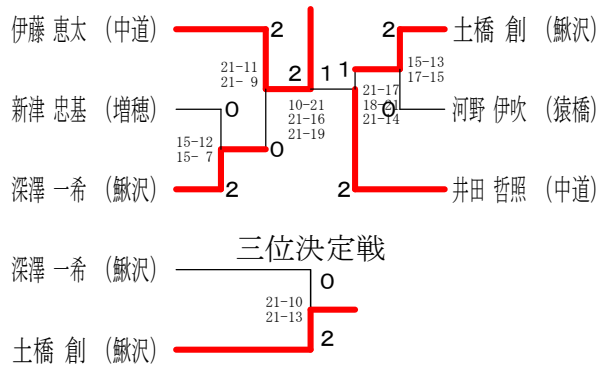 伊藤 恵太 （中道）
2
2
土橋 創 （鰍沢）
21-11
21- 9
2
1
1
15-13
17-15
新津 忠基 （増穂）
0
10-21
21-16
21-19
21-17
18-21
21-14
0
河野 伊吹 （猿橋）
15-12
15- 7
0
深澤 一希 （鰍沢）
2
2
井田 哲照 （中道）
三位決定戦
深澤 一希 （鰍沢）
0
21-10
21-13
2
土橋 創 （鰍沢）